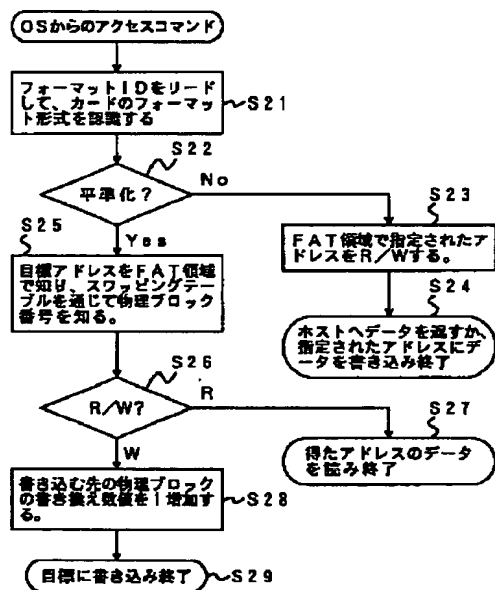 OSからのアクセスコマンド
フォーマットIDをリード
して、カードのフォーマッ
ト形式を認識する
S21
S22
平準化?
No
Yes
S23
FAT領域で指定されたア
ドレスをR/Wする。
S24
ホストへデータを返すか、
指定されたアドレスにデ
ータを書き込み終了
S25
目標アドレスをFAT領域
で知り、スワッピングテー
ブルを通じて物理ブロック
番号を知る。
S26
R/W?
R
W
S27
得たアドレスのデータ
を読み終了
書き込む先の物理ブロック
の書き換え数値を1増加す
る。
S28
目標に書き込み終了
S29